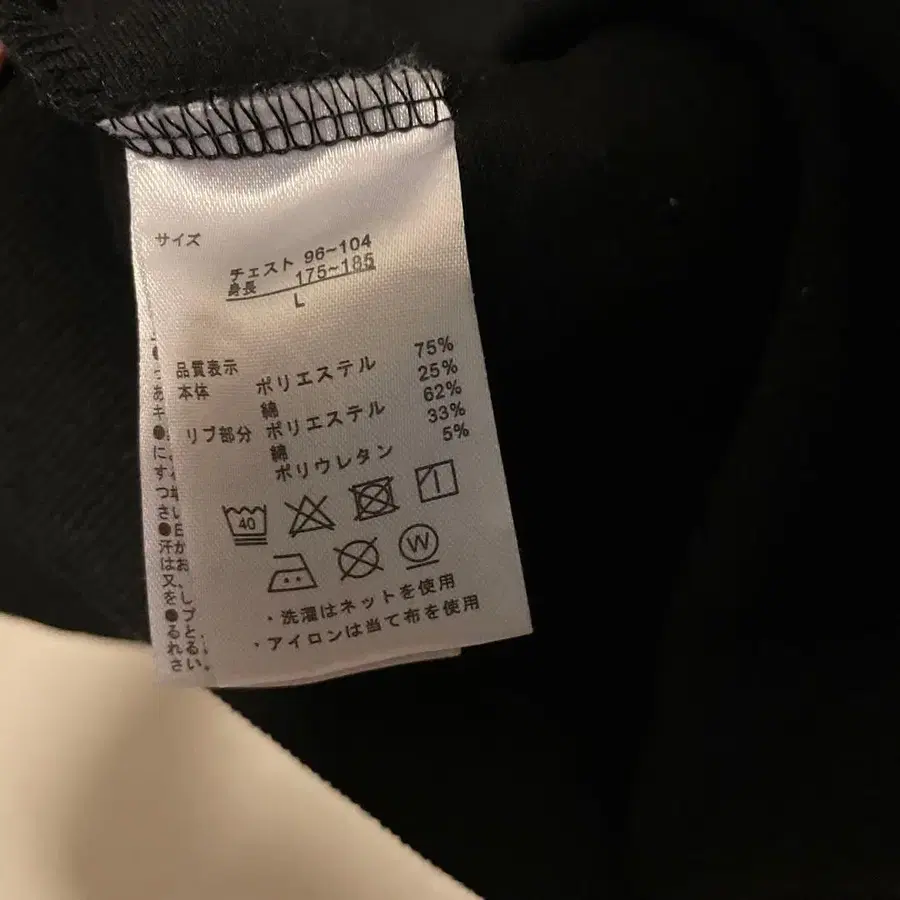 サイズ
チェスト 96~104
身長 175~185
L
品質表示
本体 ポリエステル 75%
綿 25%
リブ部分 ポリエステル 62%
綿 33%
ポリウレタン 5%
40
W
・洗濯はネットを使用
・アイロンは当て布を使用